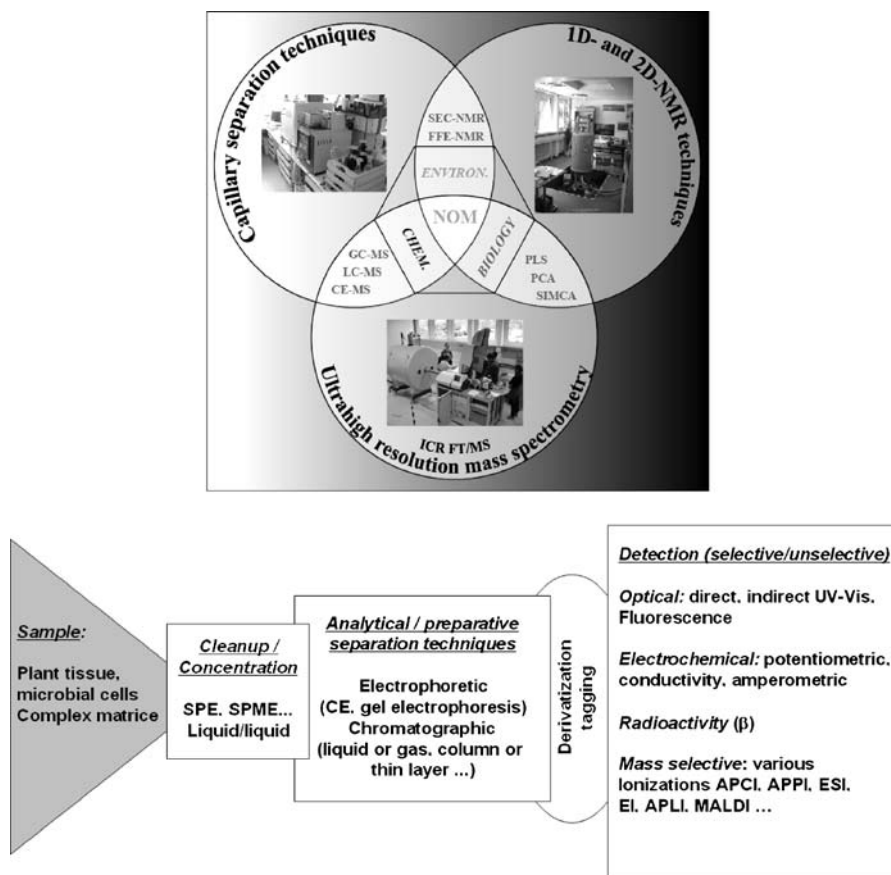 Capillary separation techniques
1D- and 2D-NMR techniques
SEC-NMR
FFE-NMR
ENVIRON.
NOM
CHEM.
BIOLOGY
GC-MS
LC-MS
CE-MS
PLS
PCA
SIMCA
ICR FT/MS
Ultrahigh resolution mass spectrometry
Sample:
Plant tissue,
microbial cells
Complex matrice
Cleanup /
Concentration
SPE, SPME...
Liquid/liquid
Analytical / preparative
separation techniques
Electrophoretic
(CE, gel electrophoresis)
Chromatographic
(liquid or gas, column or
thin layer ...)
Derivatization
tagging
Detection (selective/unselective)
Optical: direct, indirect UV-Vis,
Fluorescence
Electrochemical: potentiometric,
conductivity, amperometric
Radioactivity (β)
Mass selective: various
Ionizations APCI, APPI, ESI,
EI, APLI, MALDI ...